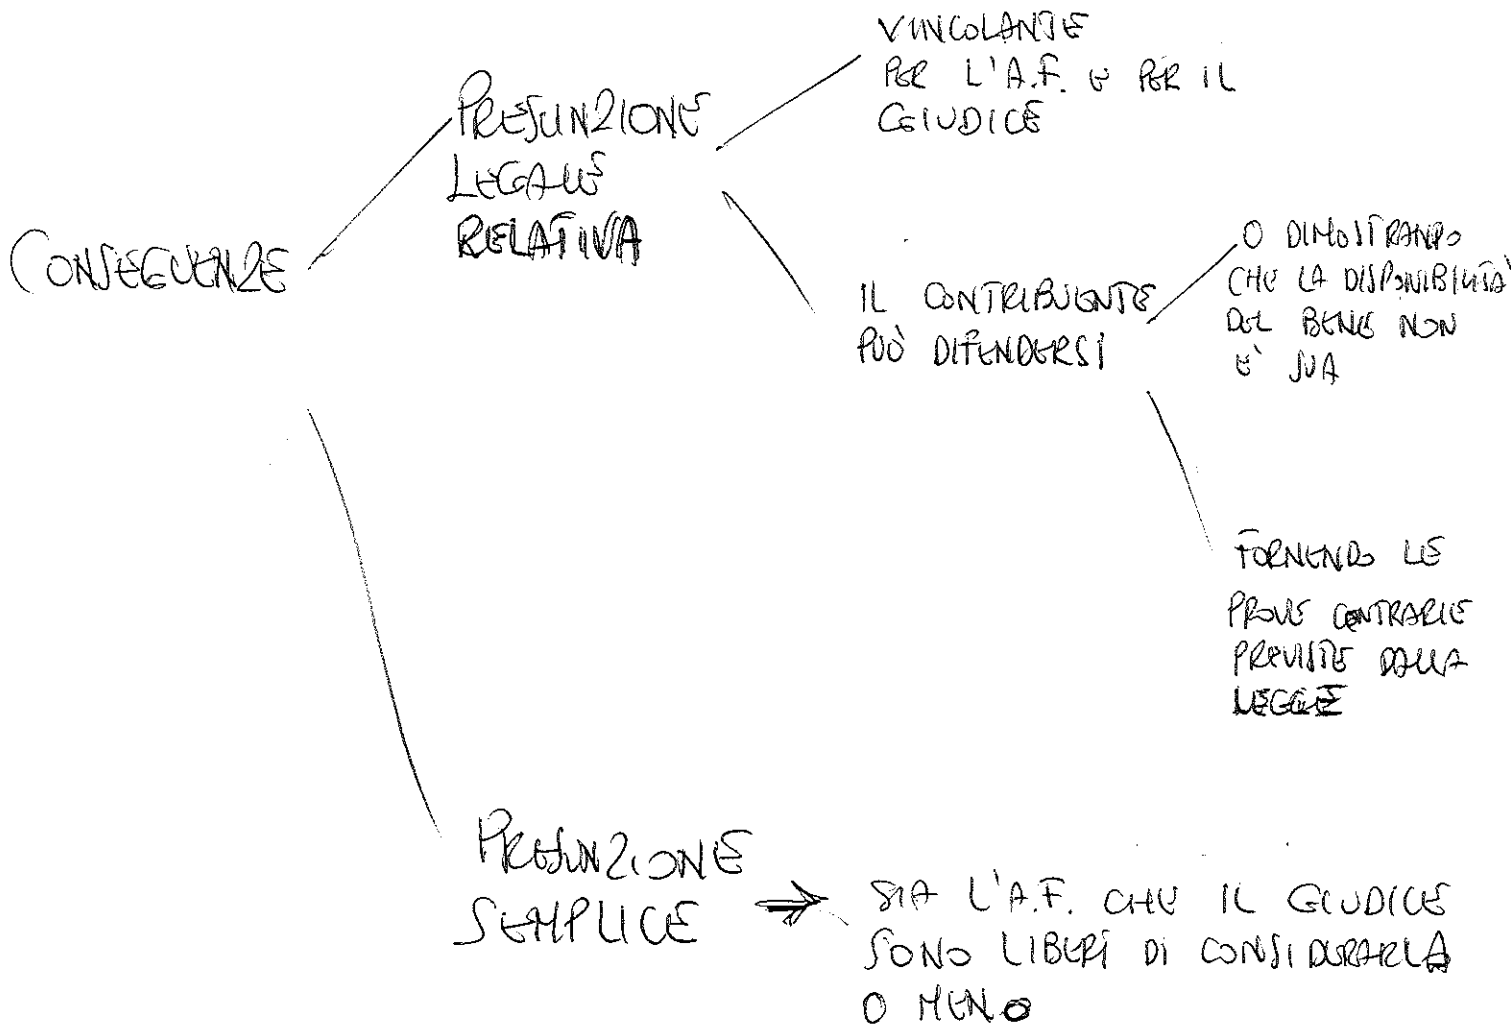 CONSEGUENZE
PRESUNZIONE
LEGALE
RELATIVA
VINCOLANTE
PER L'A.F. E PER IL
GIUDICE
IL CONTRIBUENTE
PUÒ DIFENDERSI
O DIMOSTRANDO
CHE LA DISPONIBILITÀ
DEL BENE NON
E' SUA
FORNENDO LE
PROVE CONTRARIE
PREVISTE DALLA
LEGGE
PRESUNZIONE
SEMPLICE
SIA L'A.F. CHE IL GIUDICE
SONO LIBERI DI CONSIDERARLA
O MENO